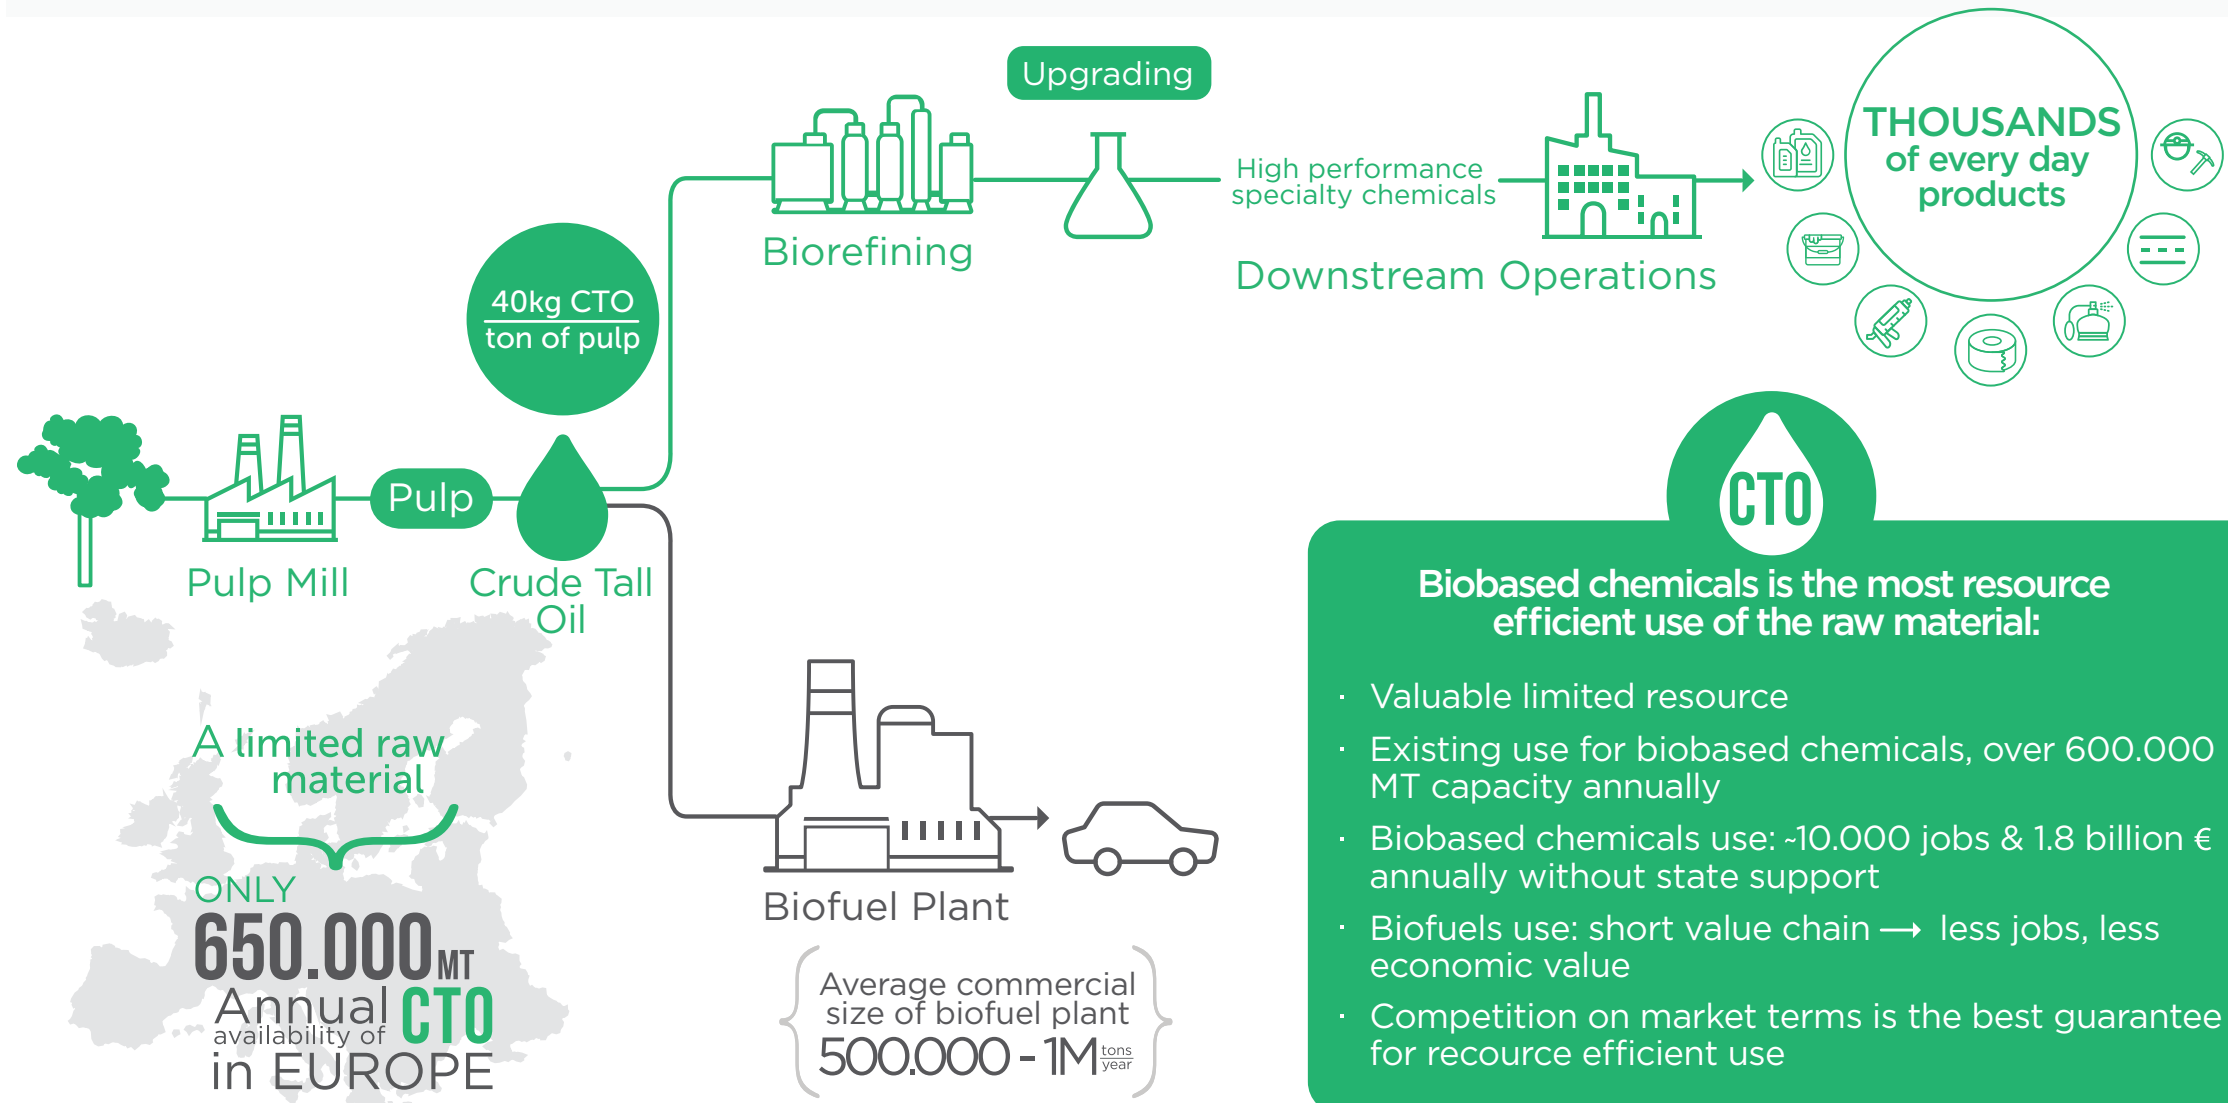 Upgrading
THOUSANDS
of every day
products
High performance
specialty chemicals
Biorefining
Downstream Operations
40kg CTO
ton of pulp
Pulp
Pulp Mill
Crude Tall
Oil
CTO
Biobased chemicals is the most resource
efficient use of the raw material:
· Valuable limited resource
· Existing use for biobased chemicals, over 600.000
MT capacity annually
· Biobased chemicals use: ~10.000 jobs & 1.8 billion €
annually without state support
· Biofuels use: short value chain → less jobs, less
economic value
· Competition on market terms is the best guarantee
for recource efficient use
A limited raw
material
ONLY
650.000 MT
Annual
availability of CTO
in EUROPE
Biofuel Plant
Average commercial
size of biofuel plant
500.000 - 1M tons
year